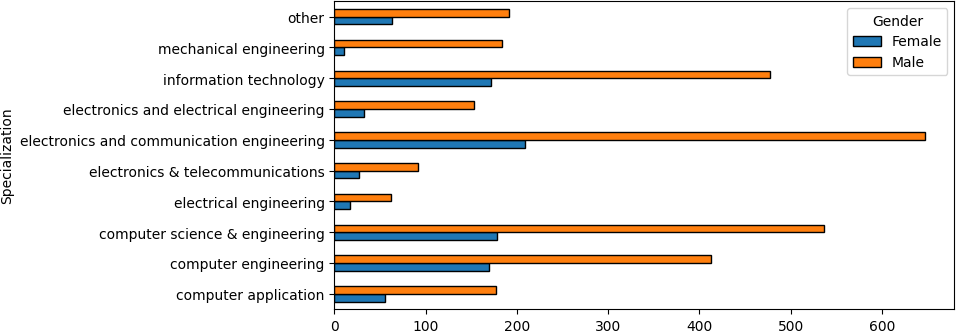 Specialization
other
mechanical engineering
information technology
electronics and electrical engineering
electronics and communication engineering
electronics & telecommunications
electrical engineering
computer science & engineering
computer engineering
computer application
0 100 200 300 400 500 600
Gender
Female
Male